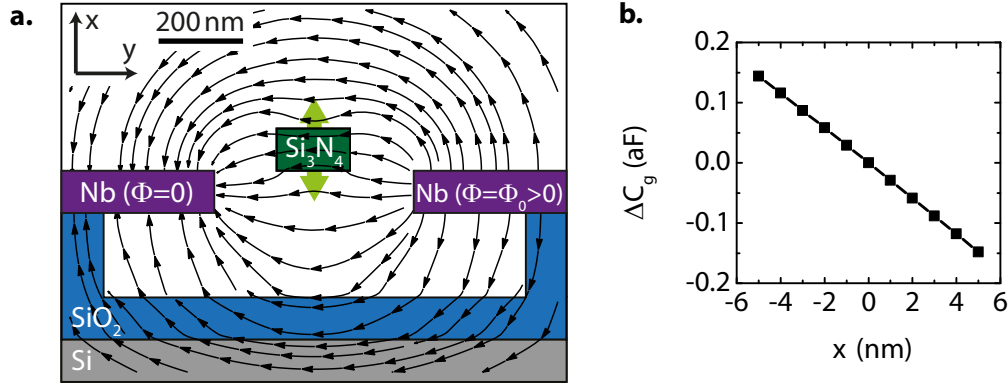 a.
x
y
200 nm
Si₃N₄
Nb (Φ=0)
Nb (Φ=Φ₀>0)
SiO₂
Si
b.
ΔC_g (aF)
0.2
0.1
0.0
-0.1
-0.2
-6 -4 -2 0 2 4 6
x (nm)